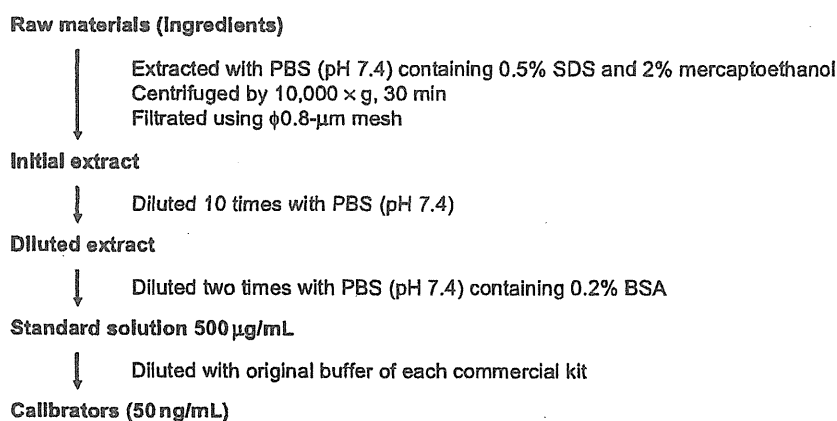 Raw materials (Ingredients)
Extracted with PBS (pH 7.4) containing 0.5% SDS and 2% mercaptoethanol
Centrifuged by 10,000 × g, 30 min
Filtrated using ϕ0.8-μm mesh
Initial extract
Diluted 10 times with PBS (pH 7.4)
Diluted extract
Diluted two times with PBS (pH 7.4) containing 0.2% BSA
Standard solution 500 μg/mL
Diluted with original buffer of each commercial kit
Calibrators (50 ng/mL)